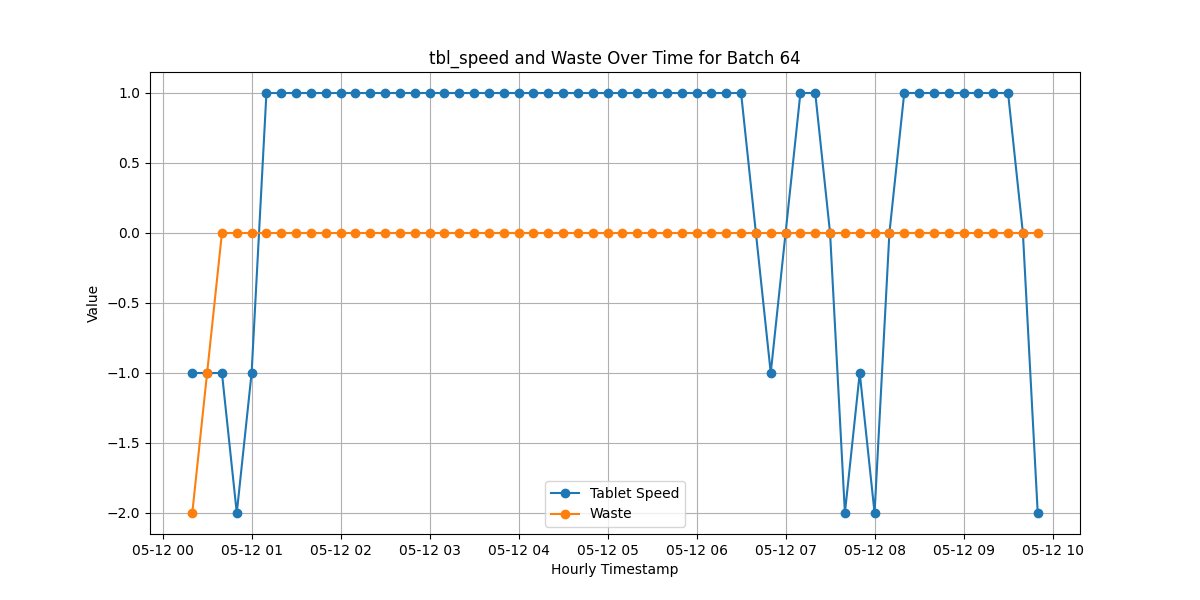 tbl_speed and Waste Over Time for Batch 64
Value
1.0
0.5
0.0
−0.5
−1.0
−1.5
−2.0
Tablet Speed
Waste
05-12 00 05-12 01 05-12 02 05-12 03 05-12 04 05-12 05 05-12 06 05-12 07 05-12 08 05-12 09 05-12 10
Hourly Timestamp